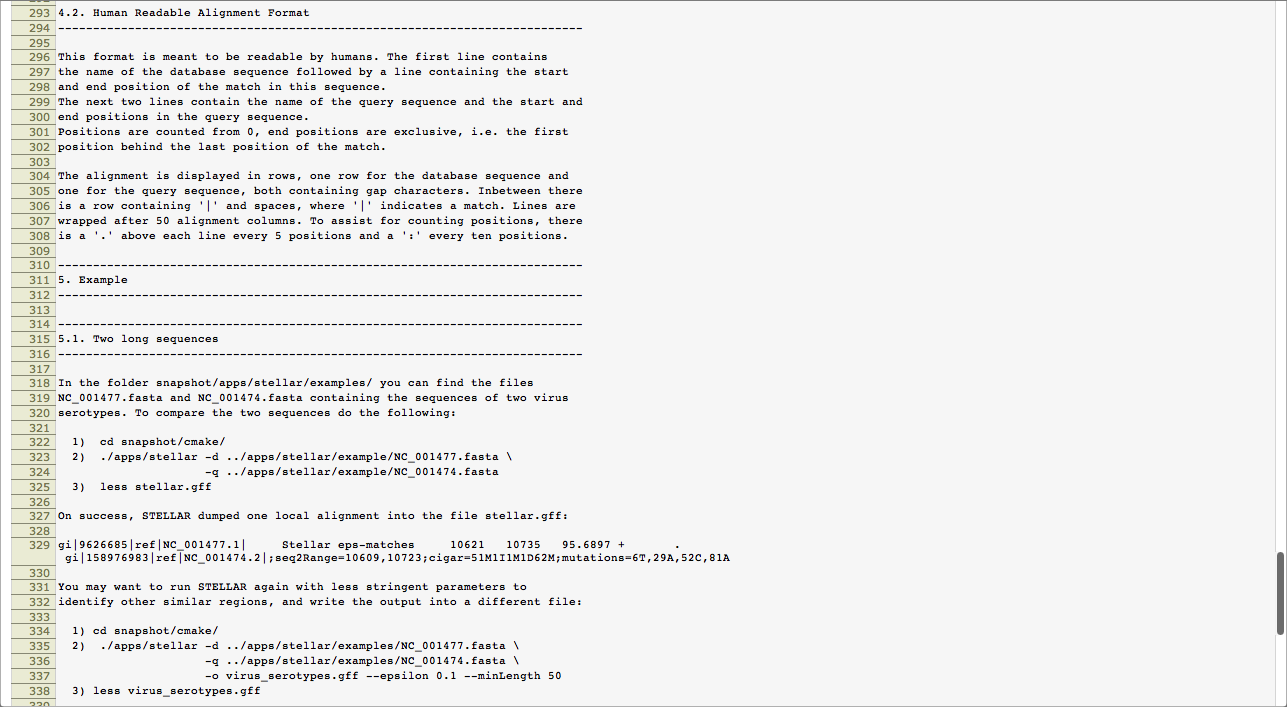 293 4.2. Human Readable Alignment Format
294 ---------------------------------------------------------------------------
295
296 This format is meant to be readable by humans. The first line contains
297 the name of the database sequence followed by a line containing the start
298 and end position of the match in this sequence.
299 The next two lines contain the name of the query sequence and the start and
300 end positions in the query sequence.
301 Positions are counted from 0, end positions are exclusive, i.e. the first
302 position behind the last position of the match.
303
304 The alignment is displayed in rows, one row for the database sequence and
305 one for the query sequence, both containing gap characters. Inbetween there
306 is a row containing '|' and spaces, where '|' indicates a match. Lines are
307 wrapped after 50 alignment columns. To assist for counting positions, there
308 is a '.' above each line every 5 positions and a ':' every ten positions.
309
310 ---------------------------------------------------------------------------
311 5. Example
312 ---------------------------------------------------------------------------
313
314 ---------------------------------------------------------------------------
315 5.1. Two long sequences
316 ---------------------------------------------------------------------------
317
318 In the folder snapshot/apps/stellar/examples/ you can find the files
319 NC_001477.fasta and NC_001474.fasta containing the sequences of two virus
320 serotypes. To compare the two sequences do the following:
321
322   1)  cd snapshot/cmake/
323   2)  ./apps/stellar -d ../apps/stellar/example/NC_001477.fasta \
324                      -q ../apps/stellar/example/NC_001474.fasta
325   3)  less stellar.gff
326
327 On success, STELLAR dumped one local alignment into the file stellar.gff:
328
329 gi|9626685|ref|NC_001477.1|     Stellar eps-matches     10621   10735   95.6897 +       .
gi|158976983|ref|NC_001474.2|;seq2Range=10609,10723;cigar=51M1I1M1D62M;mutations=6T,29A,52C,81A
330
331 You may want to run STELLAR again with less stringent parameters to
332 identify other similar regions, and write the output into a different file:
333
334   1) cd snapshot/cmake/
335   2)  ./apps/stellar -d ../apps/stellar/examples/NC_001477.fasta \
336                      -q ../apps/stellar/examples/NC_001474.fasta \
337                      -o virus_serotypes.gff --epsilon 0.1 --minLength 50
338   3) less virus_serotypes.gff